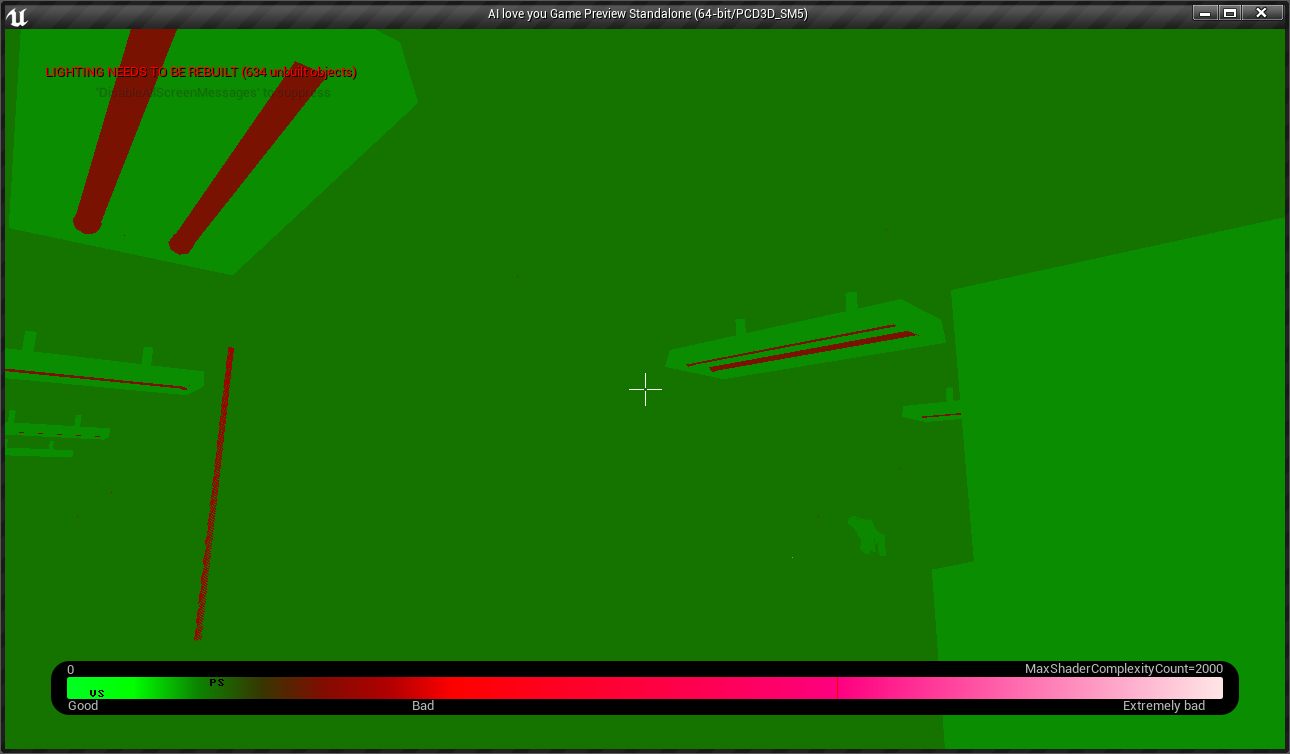 AI love you Game Preview Standalone (64-bit/PCD3D_SM5)
LIGHTING NEEDS TO BE REBUILT (634 unbuilt objects)
'DisableAllScreenMessages' to suppress
0 MaxShaderComplexityCount=2000
PS
VS
Good Bad Extremely bad